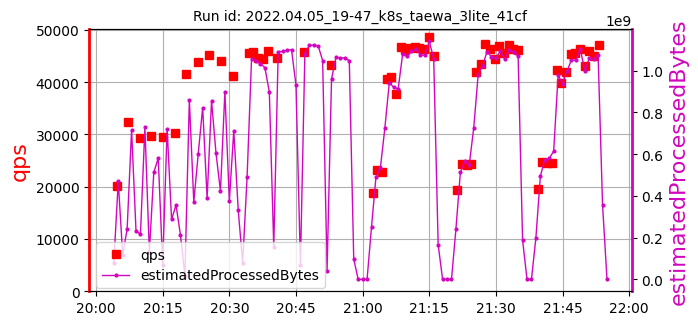 Run id: 2022.04.05_19-47_k8s_taewa_3lite_41cf
1e9
50000
40000
30000
20000
10000
0
qps
1.0
0.8
0.6
0.4
0.2
0.0
estimatedProcessedBytes
qps
estimatedProcessedBytes
20:00 20:15 20:30 20:45 21:00 21:15 21:30 21:45 22:00